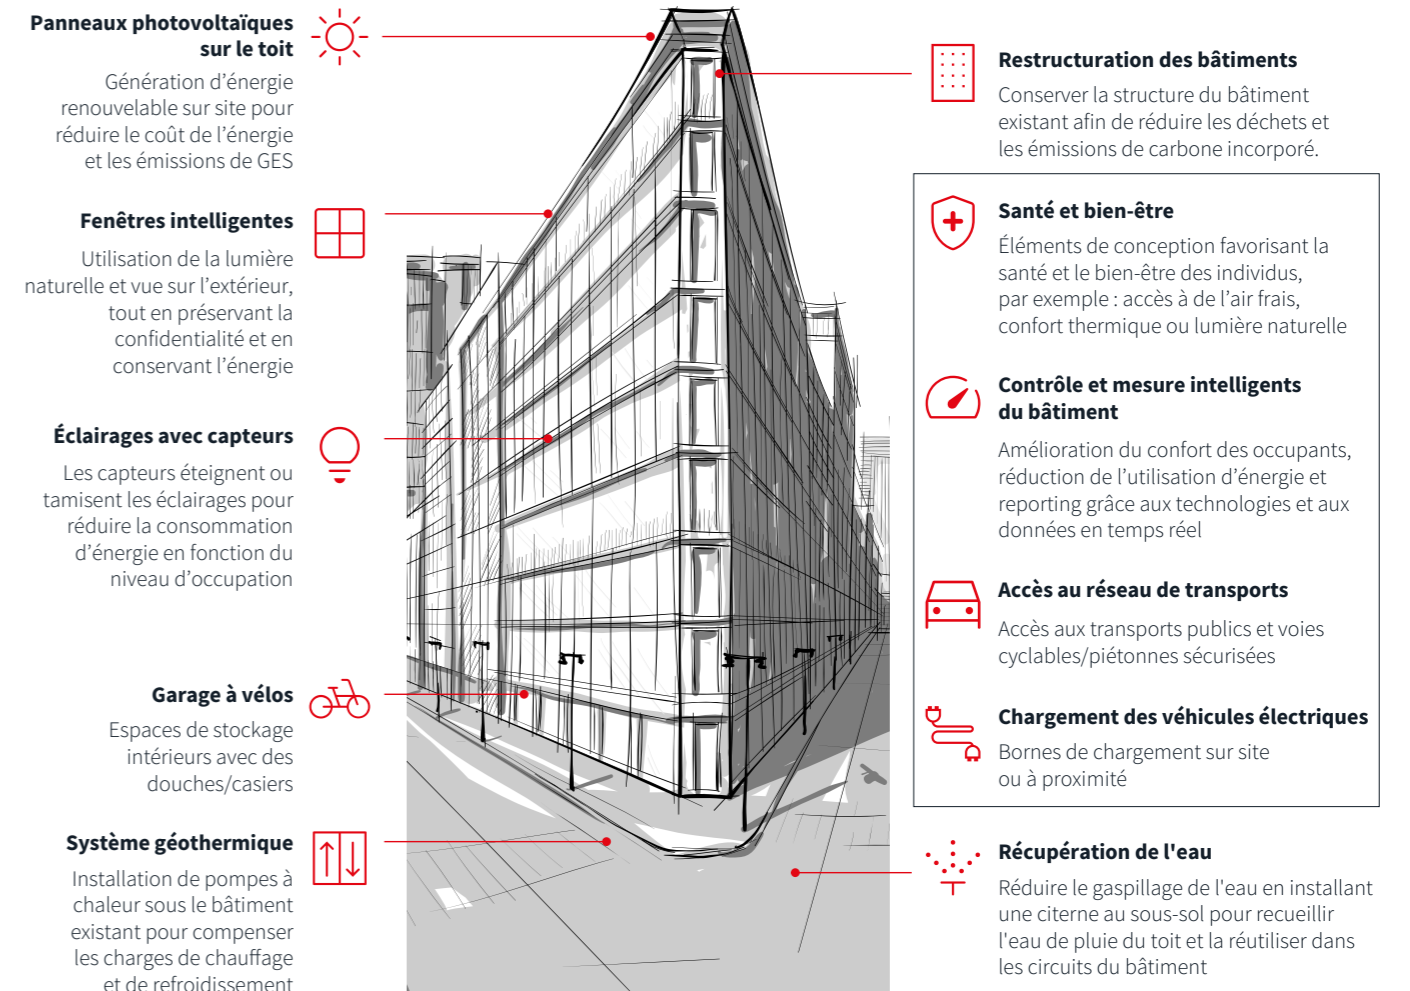 Panneaux photovoltaïques
sur le toit
Génération d’énergie
renouvelable sur site pour
réduire le coût de l’énergie
et les émissions de GES
Fenêtres intelligentes
Utilisation de la lumière
naturelle et vue sur l’extérieur,
tout en préservant la
confidentialité et en
conservant l’énergie
Éclairages avec capteurs
Les capteurs éteignent ou
tamisent les éclairages pour
réduire la consommation
d’énergie en fonction du
niveau d’occupation
Garage à vélos
Espaces de stockage
intérieurs avec des
douches/casiers
Système géothermique
Installation de pompes à
chaleur sous le bâtiment
existant pour compenser
les charges de chauffage
et de refroidissement
Restructuration des bâtiments
Conserver la structure du bâtiment
existant afin de réduire les déchets et
les émissions de carbone incorporé.
Santé et bien-être
Éléments de conception favorisant la
santé et le bien-être des individus,
par exemple : accès à de l’air frais,
confort thermique ou lumière naturelle
Contrôle et mesure intelligents
du bâtiment
Amélioration du confort des occupants,
réduction de l’utilisation d’énergie et
reporting grâce aux technologies et aux
données en temps réel
Accès au réseau de transports
Accès aux transports publics et voies
cyclables/piétonnes sécurisées
Chargement des véhicules électriques
Bornes de chargement sur site
ou à proximité
Récupération de l'eau
Réduire le gaspillage de l'eau en installant
une citerne au sous-sol pour recueillir
l'eau de pluie du toit et la réutiliser dans
les circuits du bâtiment